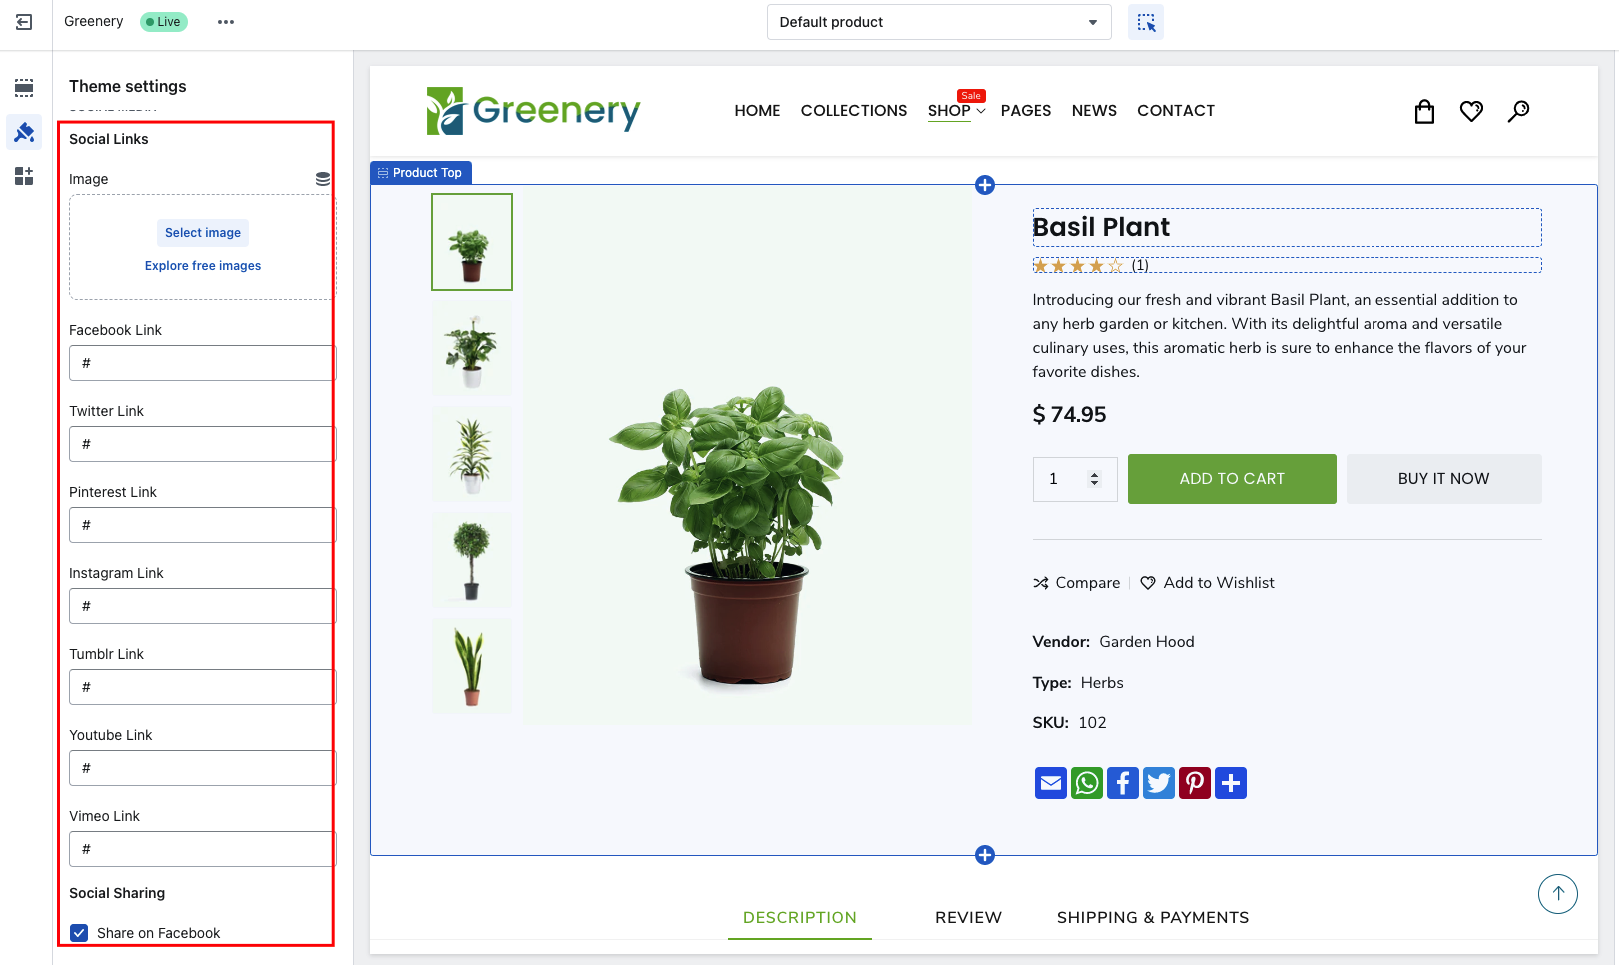 Greenery
Live
Default product
Theme settings
SOCIAL MEDIA
Social Links
Image
Select image
Explore free images
Facebook Link
#
Twitter Link
#
Pinterest Link
#
Instagram Link
#
Tumblr Link
#
Youtube Link
#
Vimeo Link
#
Social Sharing
Share on Facebook
Greenery
HOME COLLECTIONS SHOP Sale PAGES NEWS CONTACT
Product Top
Basil Plant
(1)
Introducing our fresh and vibrant Basil Plant, an essential addition to
any herb garden or kitchen. With its delightful aroma and versatile
culinary uses, this aromatic herb is sure to enhance the flavors of your
favorite dishes.
$ 74.95
1 ADD TO CART BUY IT NOW
Compare Add to Wishlist
Vendor: Garden Hood
Type: Herbs
SKU: 102
DESCRIPTION REVIEW SHIPPING & PAYMENTS